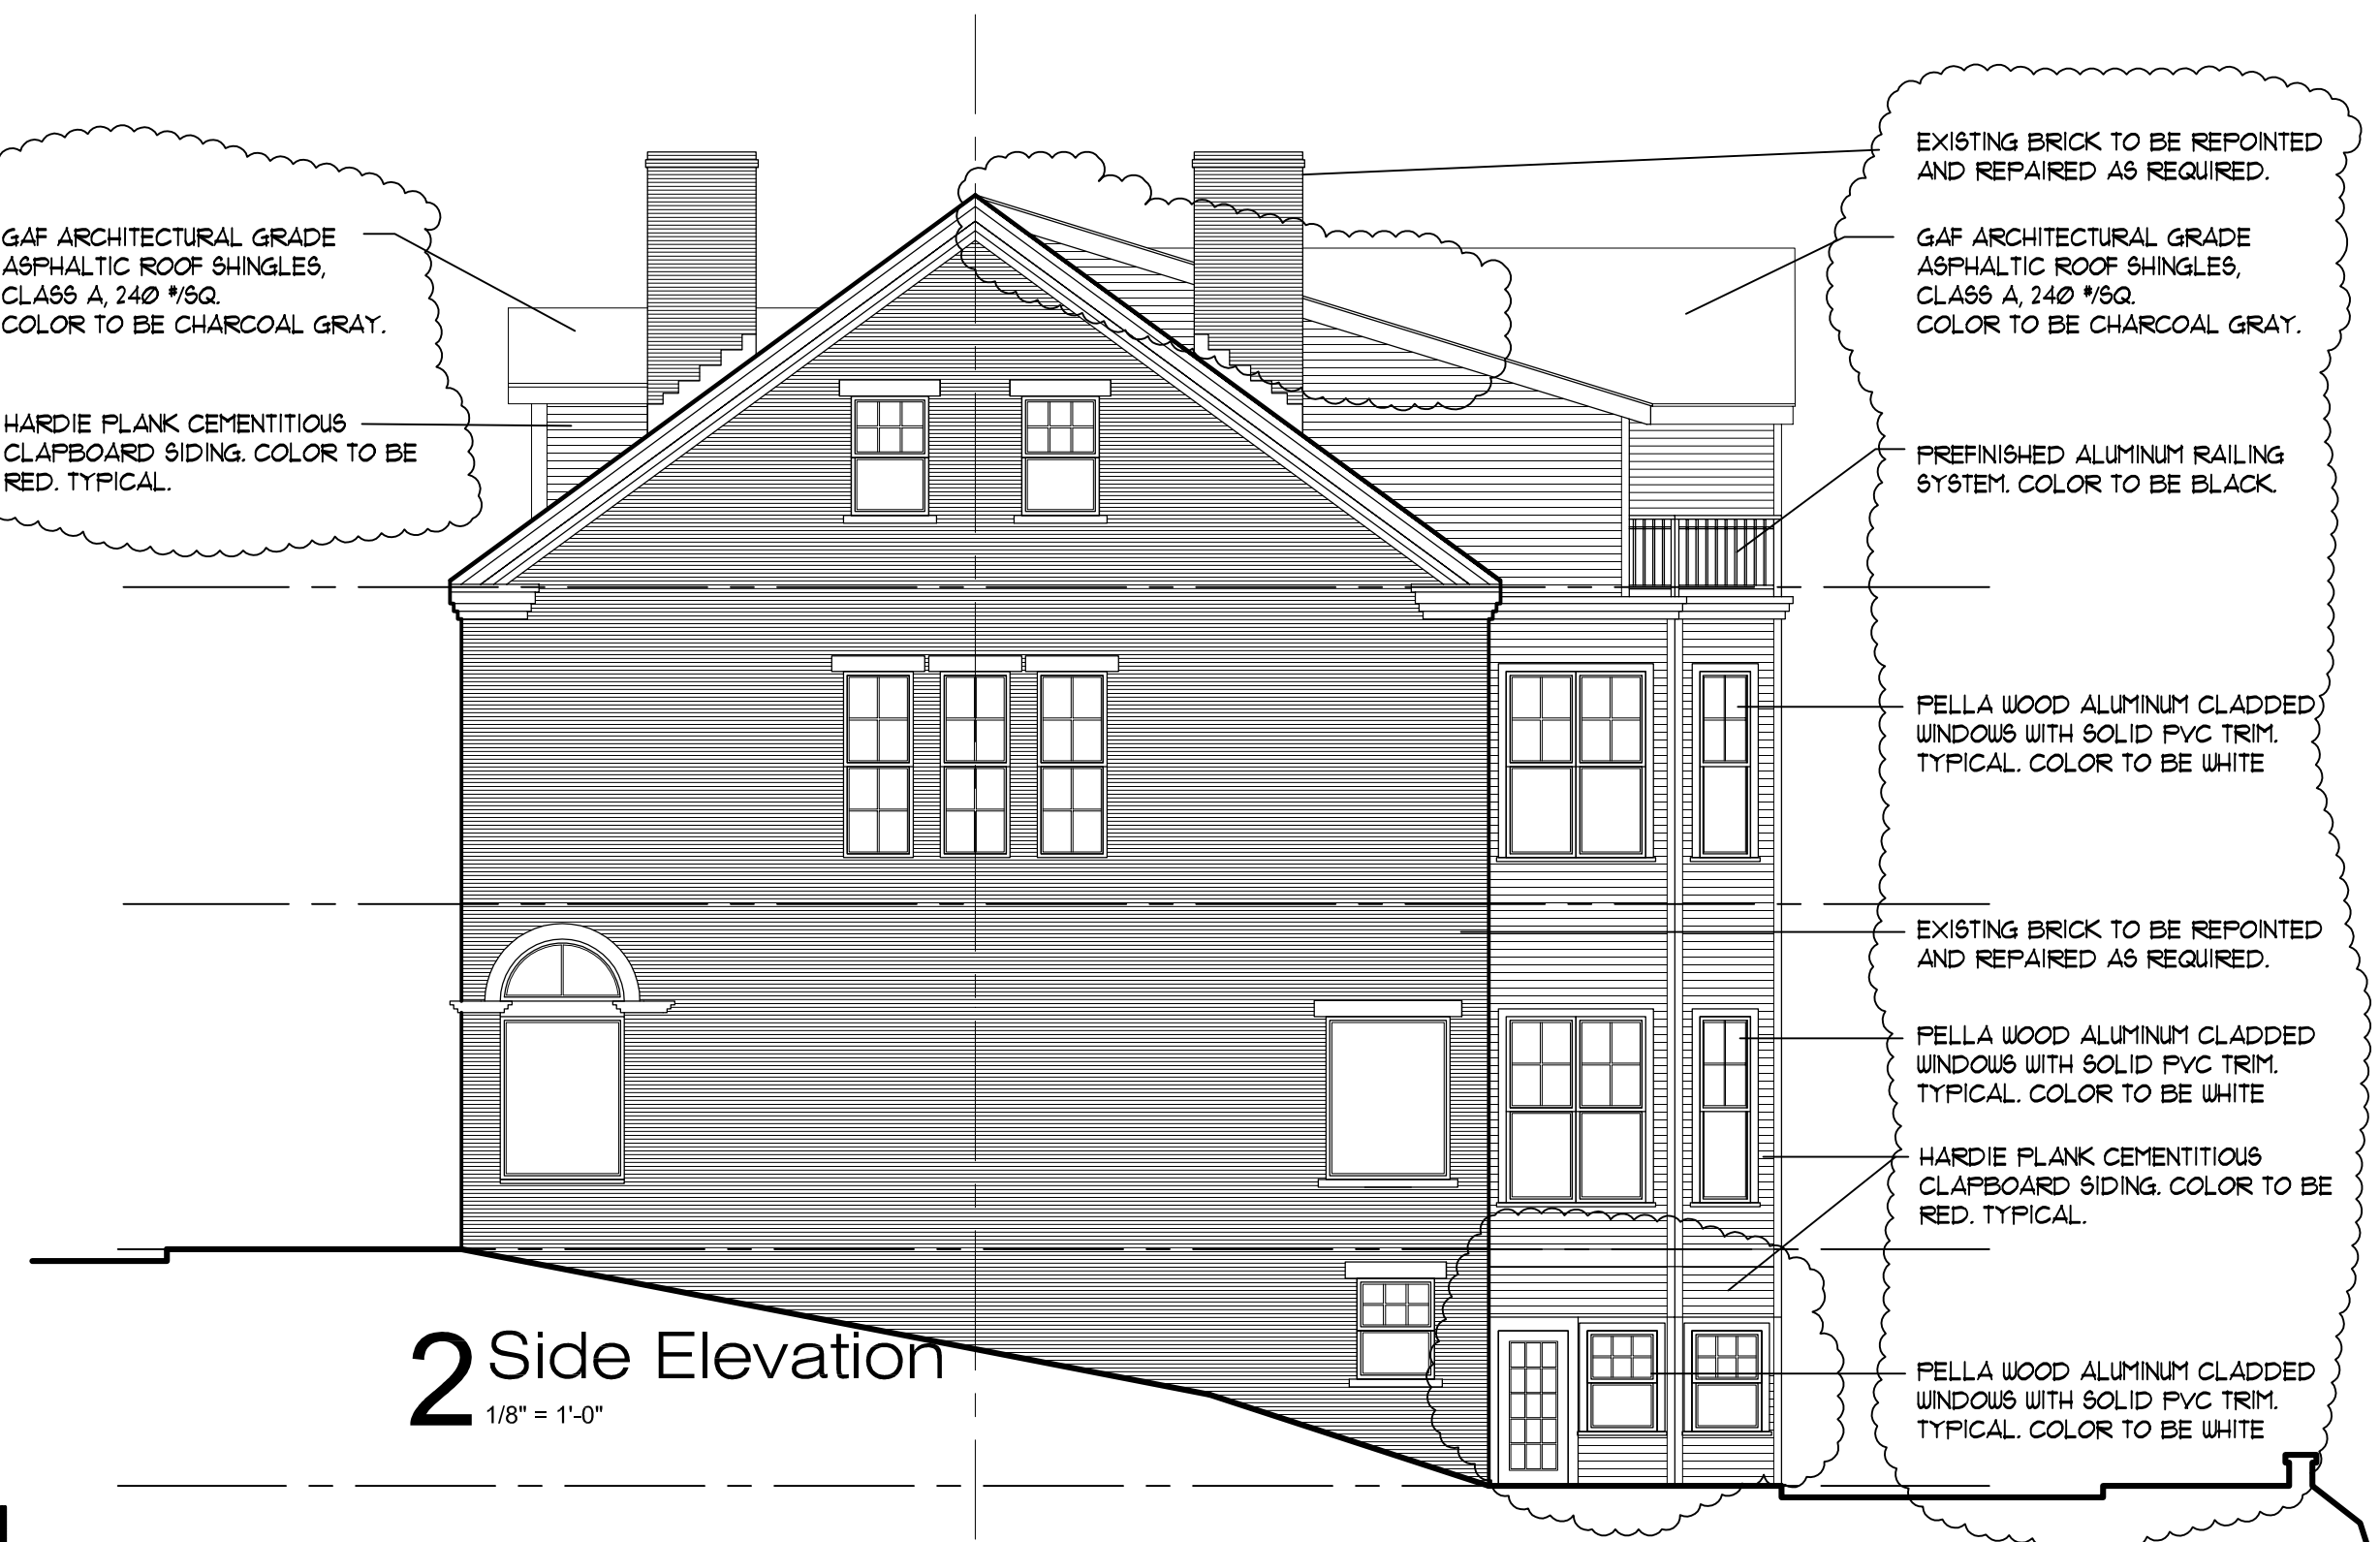 GAF ARCHITECTURAL GRADE
ASPHALTIC ROOF SHINGLES,
CLASS A, 240 #/SQ.
COLOR TO BE CHARCOAL GRAY.
HARDIE PLANK CEMENTITIOUS
CLAPBOARD SIDING. COLOR TO BE
RED. TYPICAL.
EXISTING BRICK TO BE REPOINTED
AND REPAIRED AS REQUIRED.
GAF ARCHITECTURAL GRADE
ASPHALTIC ROOF SHINGLES,
CLASS A, 240 #/SQ.
COLOR TO BE CHARCOAL GRAY.
PREFINISHED ALUMINUM RAILING
SYSTEM. COLOR TO BE BLACK.
PELLA WOOD ALUMINUM CLADDED
WINDOWS WITH SOLID PVC TRIM.
TYPICAL. COLOR TO BE WHITE
EXISTING BRICK TO BE REPOINTED
AND REPAIRED AS REQUIRED.
PELLA WOOD ALUMINUM CLADDED
WINDOWS WITH SOLID PVC TRIM.
TYPICAL. COLOR TO BE WHITE
HARDIE PLANK CEMENTITIOUS
CLAPBOARD SIDING. COLOR TO BE
RED. TYPICAL.
PELLA WOOD ALUMINUM CLADDED
WINDOWS WITH SOLID PVC TRIM.
TYPICAL. COLOR TO BE WHITE
2 Side Elevation
1/8" = 1'-0"